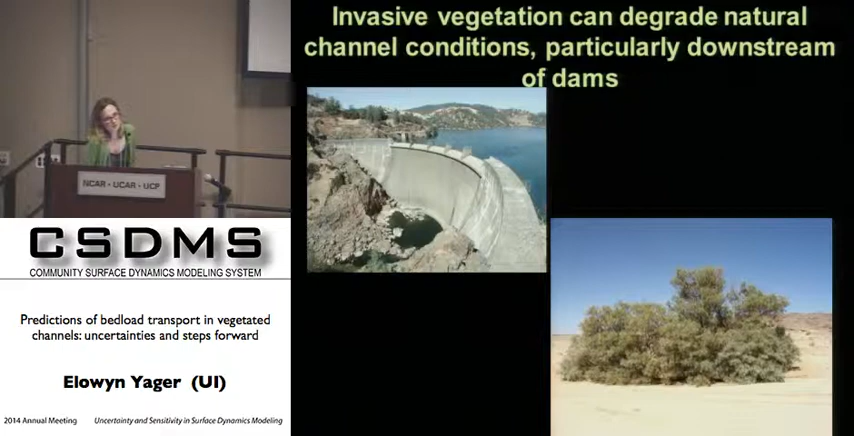 Invasive vegetation can degrade natural
channel conditions, particularly downstream
of dams
NCAR - UCAR - UCP
CSDMS
COMMUNITY SURFACE DYNAMICS MODELING SYSTEM
Predictions of bedload transport in vegetated
channels: uncertainties and steps forward
Elowyn Yager (UI)
2014 Annual Meeting Uncertainty and Sensitivity in Surface Dynamics Modeling